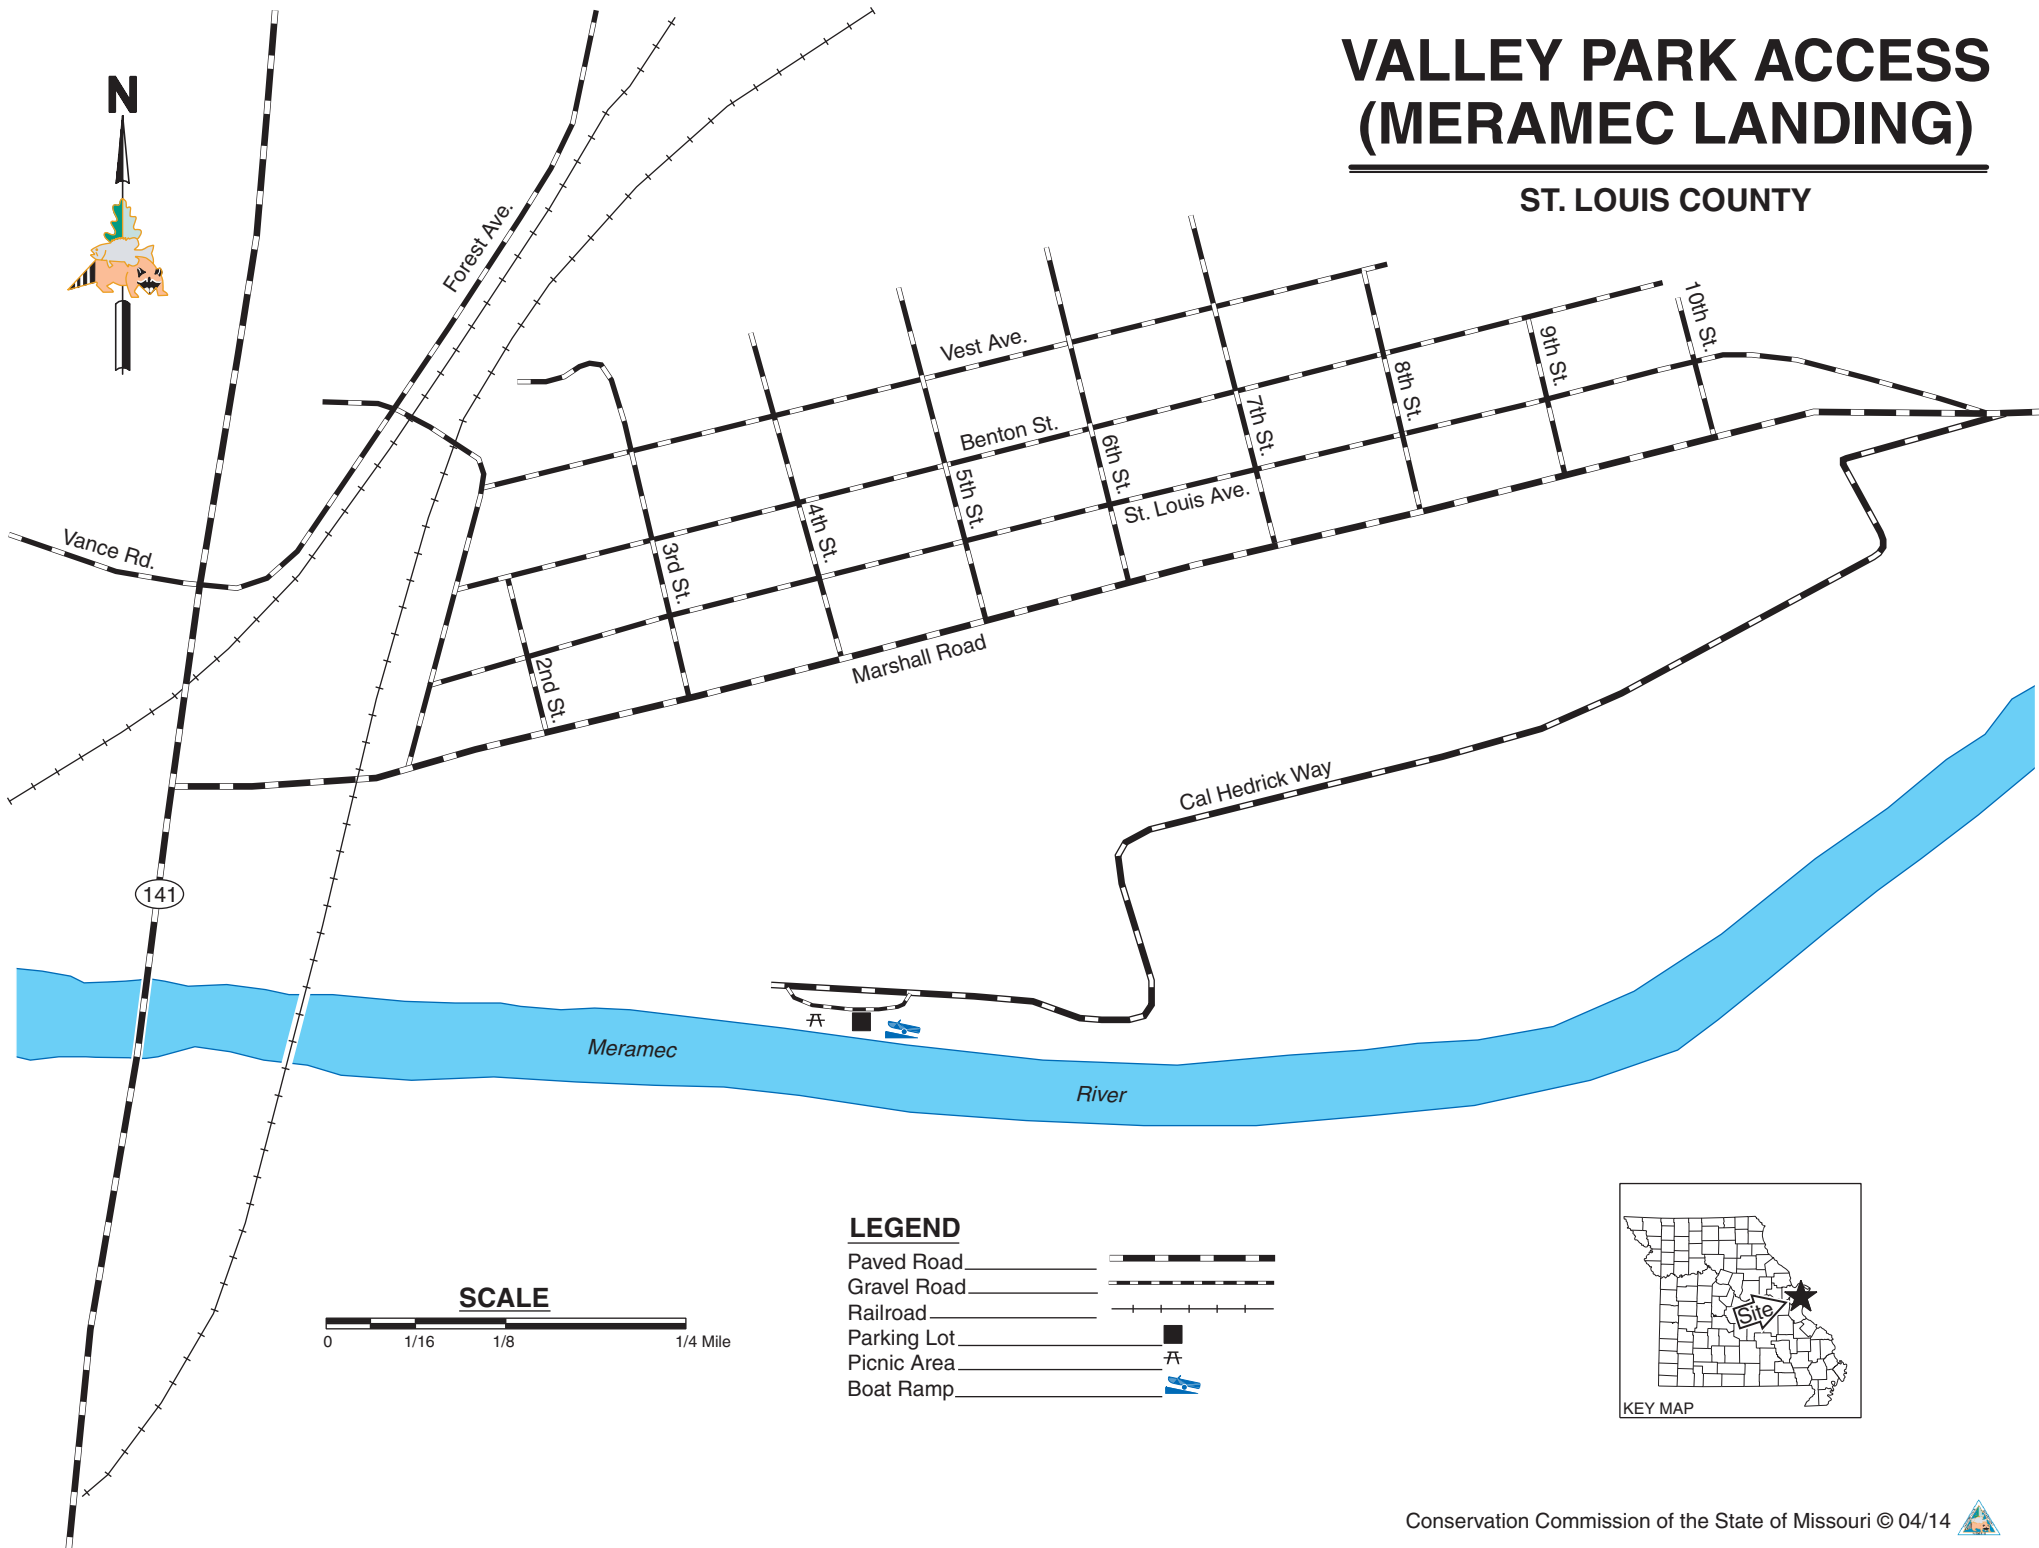 VALLEY PARK ACCESS
(MERAMEC LANDING)
ST. LOUIS COUNTY
N
Forest Ave.
Vance Rd.
Vest Ave.
Benton St.
St. Louis Ave.
Marshall Road
2nd St.
3rd St.
4th St.
5th St.
6th St.
7th St.
8th St.
9th St.
10th St.
Cal Hedrick Way
141
Meramec
River
SCALE
0 1/16 1/8 1/4 Mile
LEGEND
Paved Road
Gravel Road
Railroad
Parking Lot
Picnic Area
Boat Ramp
Site
KEY MAP
Conservation Commission of the State of Missouri © 04/14